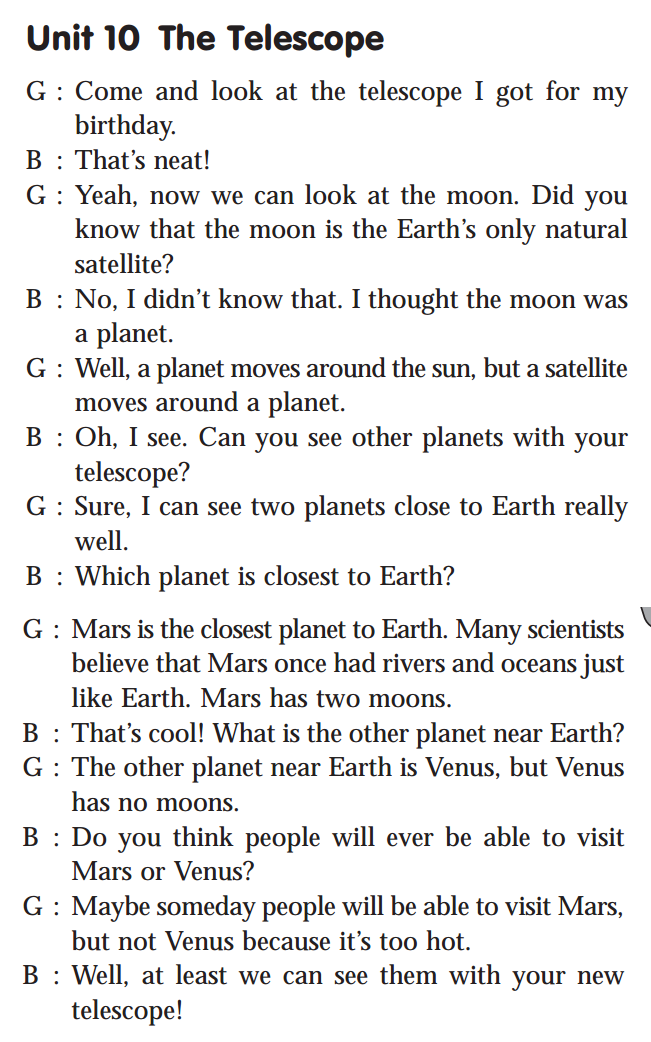 Unit 10 The Telescope
G : Come and look at the telescope I got for my
birthday.
B : That's neat!
G : Yeah, now we can look at the moon. Did you
know that the moon is the Earth's only natural
satellite?
B : No, I didn't know that. I thought the moon was
a planet.
G : Well, a planet moves around the sun, but a satellite
moves around a planet.
B : Oh, I see. Can you see other planets with your
telescope?
G : Sure, I can see two planets close to Earth really
well.
B : Which planet is closest to Earth?
G : Mars is the closest planet to Earth. Many scientists
believe that Mars once had rivers and oceans just
like Earth. Mars has two moons.
B : That's cool! What is the other planet near Earth?
G : The other planet near Earth is Venus, but Venus
has no moons.
B : Do you think people will ever be able to visit
Mars or Venus?
G : Maybe someday people will be able to visit Mars,
but not Venus because it's too hot.
B : Well, at least we can see them with your new
telescope!